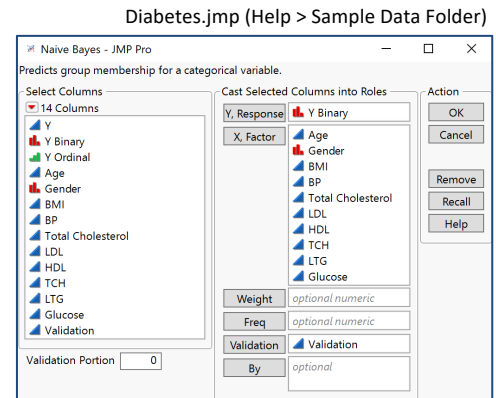 Diabetes.jmp (Help > Sample Data Folder)
Naive Bayes - JMP Pro
Predicts group membership for a categorical variable.
Select Columns
14 Columns
Y
Y Binary
Y Ordinal
Age
Gender
BMI
BP
Total Cholesterol
LDL
HDL
TCH
LTG
Glucose
Validation
Validation Portion 0
Cast Selected Columns into Roles
Y, Response Y Binary
X, Factor Age
Gender
BMI
BP
Total Cholesterol
LDL
HDL
TCH
LTG
Glucose
Weight optional numeric
Freq optional numeric
Validation Validation
By optional
Action
OK
Cancel
Remove
Recall
Help